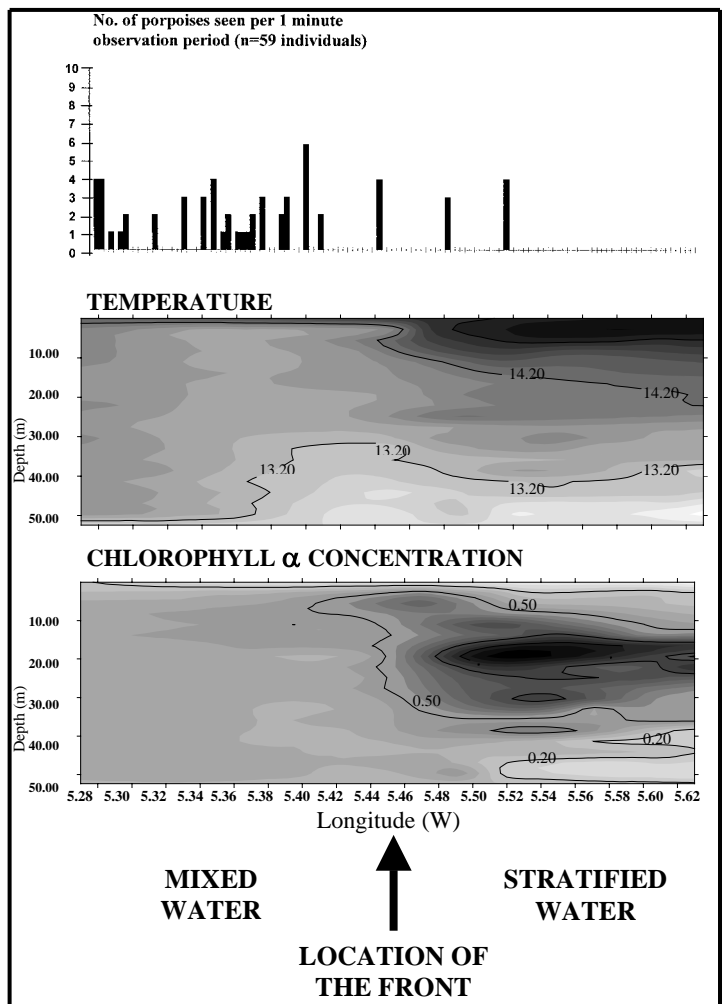 No. of porpoises seen per 1 minute
observation period (n=59 individuals)
10
9
8
7
6
5
4
3
2
1
0
TEMPERATURE
10.00
20.00
30.00
40.00
50.00
Depth (m)
14.20
14.20
13.20
13.20
13.20
13.20
CHLOROPHYLL α CONCENTRATION
10.00
20.00
30.00
40.00
50.00
Depth (m)
0.50
0.50
0.20
0.20
5.28 5.30 5.32 5.34 5.36 5.38 5.40 5.42 5.44 5.46 5.48 5.50 5.52 5.54 5.56 5.58 5.60 5.62
Longitude (W)
MIXED
WATER
STRATIFIED
WATER
LOCATION OF
THE FRONT